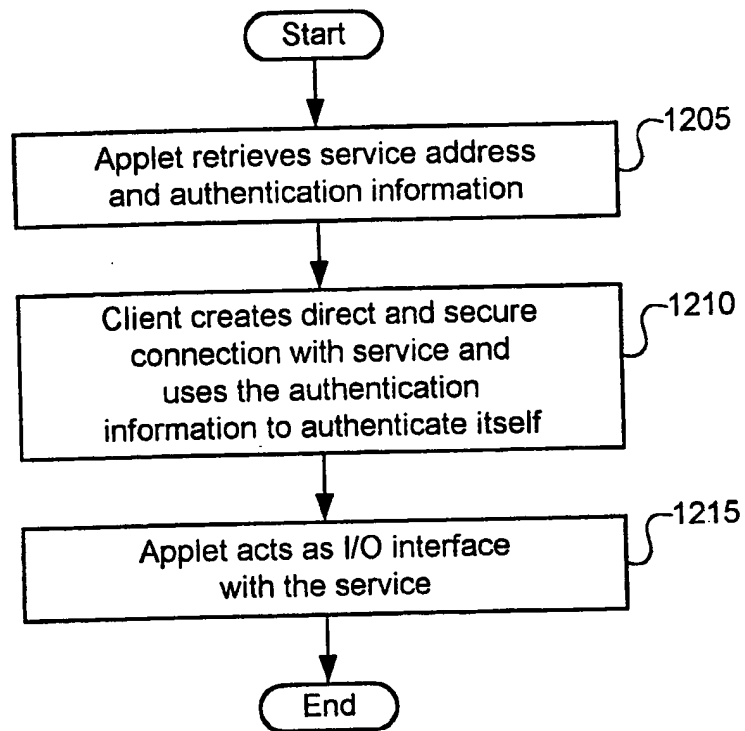 Start
1205
Applet retrieves service address
and authentication information
1210
Client creates direct and secure
connection with service and
uses the authentication
information to authenticate itself
1215
Applet acts as I/O interface
with the service
End